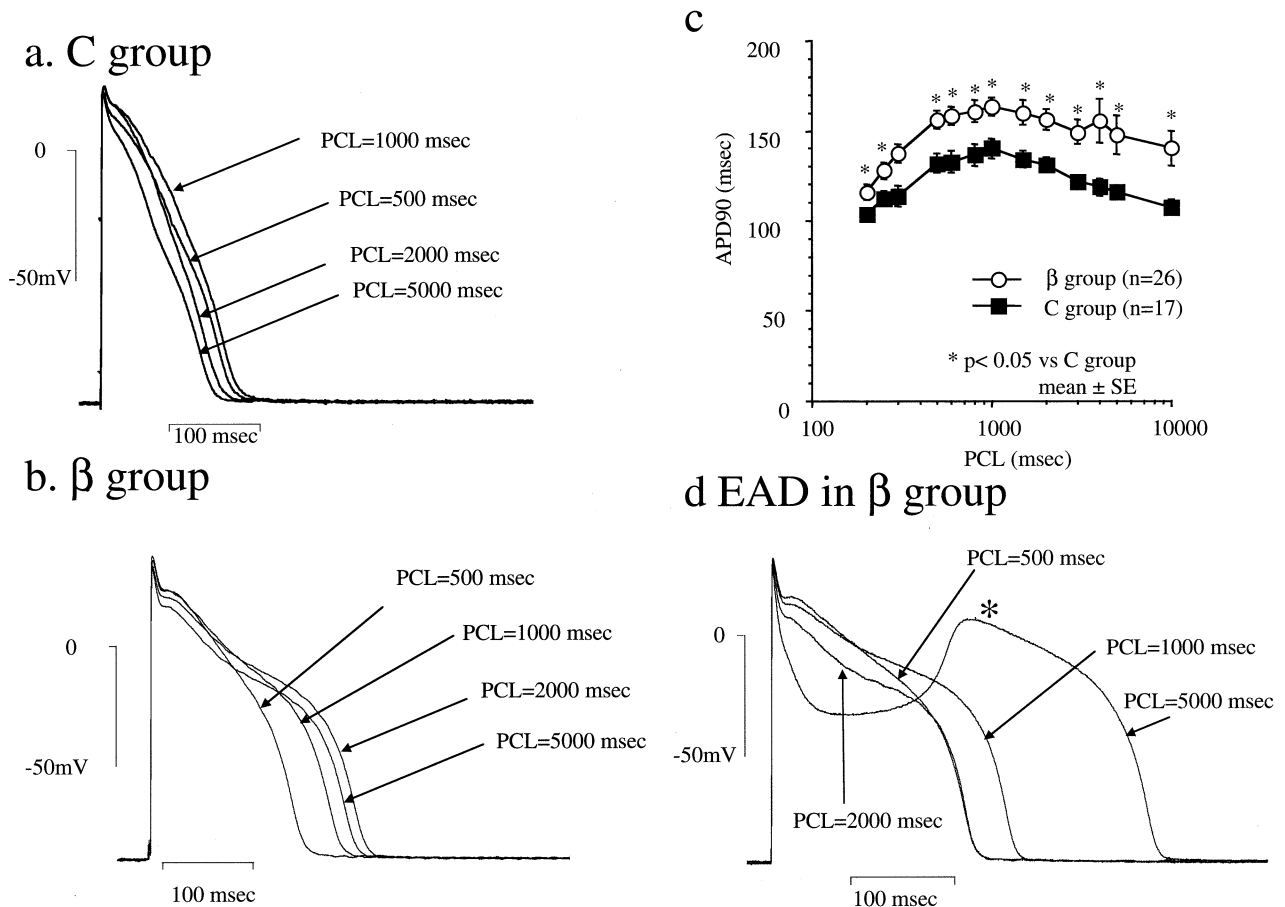 a. C group
0
-50mV
PCL=1000 msec
PCL=500 msec
PCL=2000 msec
PCL=5000 msec
100 msec
b. β group
0
-50mV
PCL=500 msec
PCL=1000 msec
PCL=2000 msec
PCL=5000 msec
100 msec
c
200
150
100
50
0
APD90 (msec)
* * * * * * * * * * *
β group (n=26)
C group (n=17)
* p< 0.05 vs C group
mean ± SE
100 1000 10000
PCL (msec)
d EAD in β group
0
-50mV
PCL=500 msec
*
PCL=1000 msec
PCL=5000 msec
PCL=2000 msec
100 msec